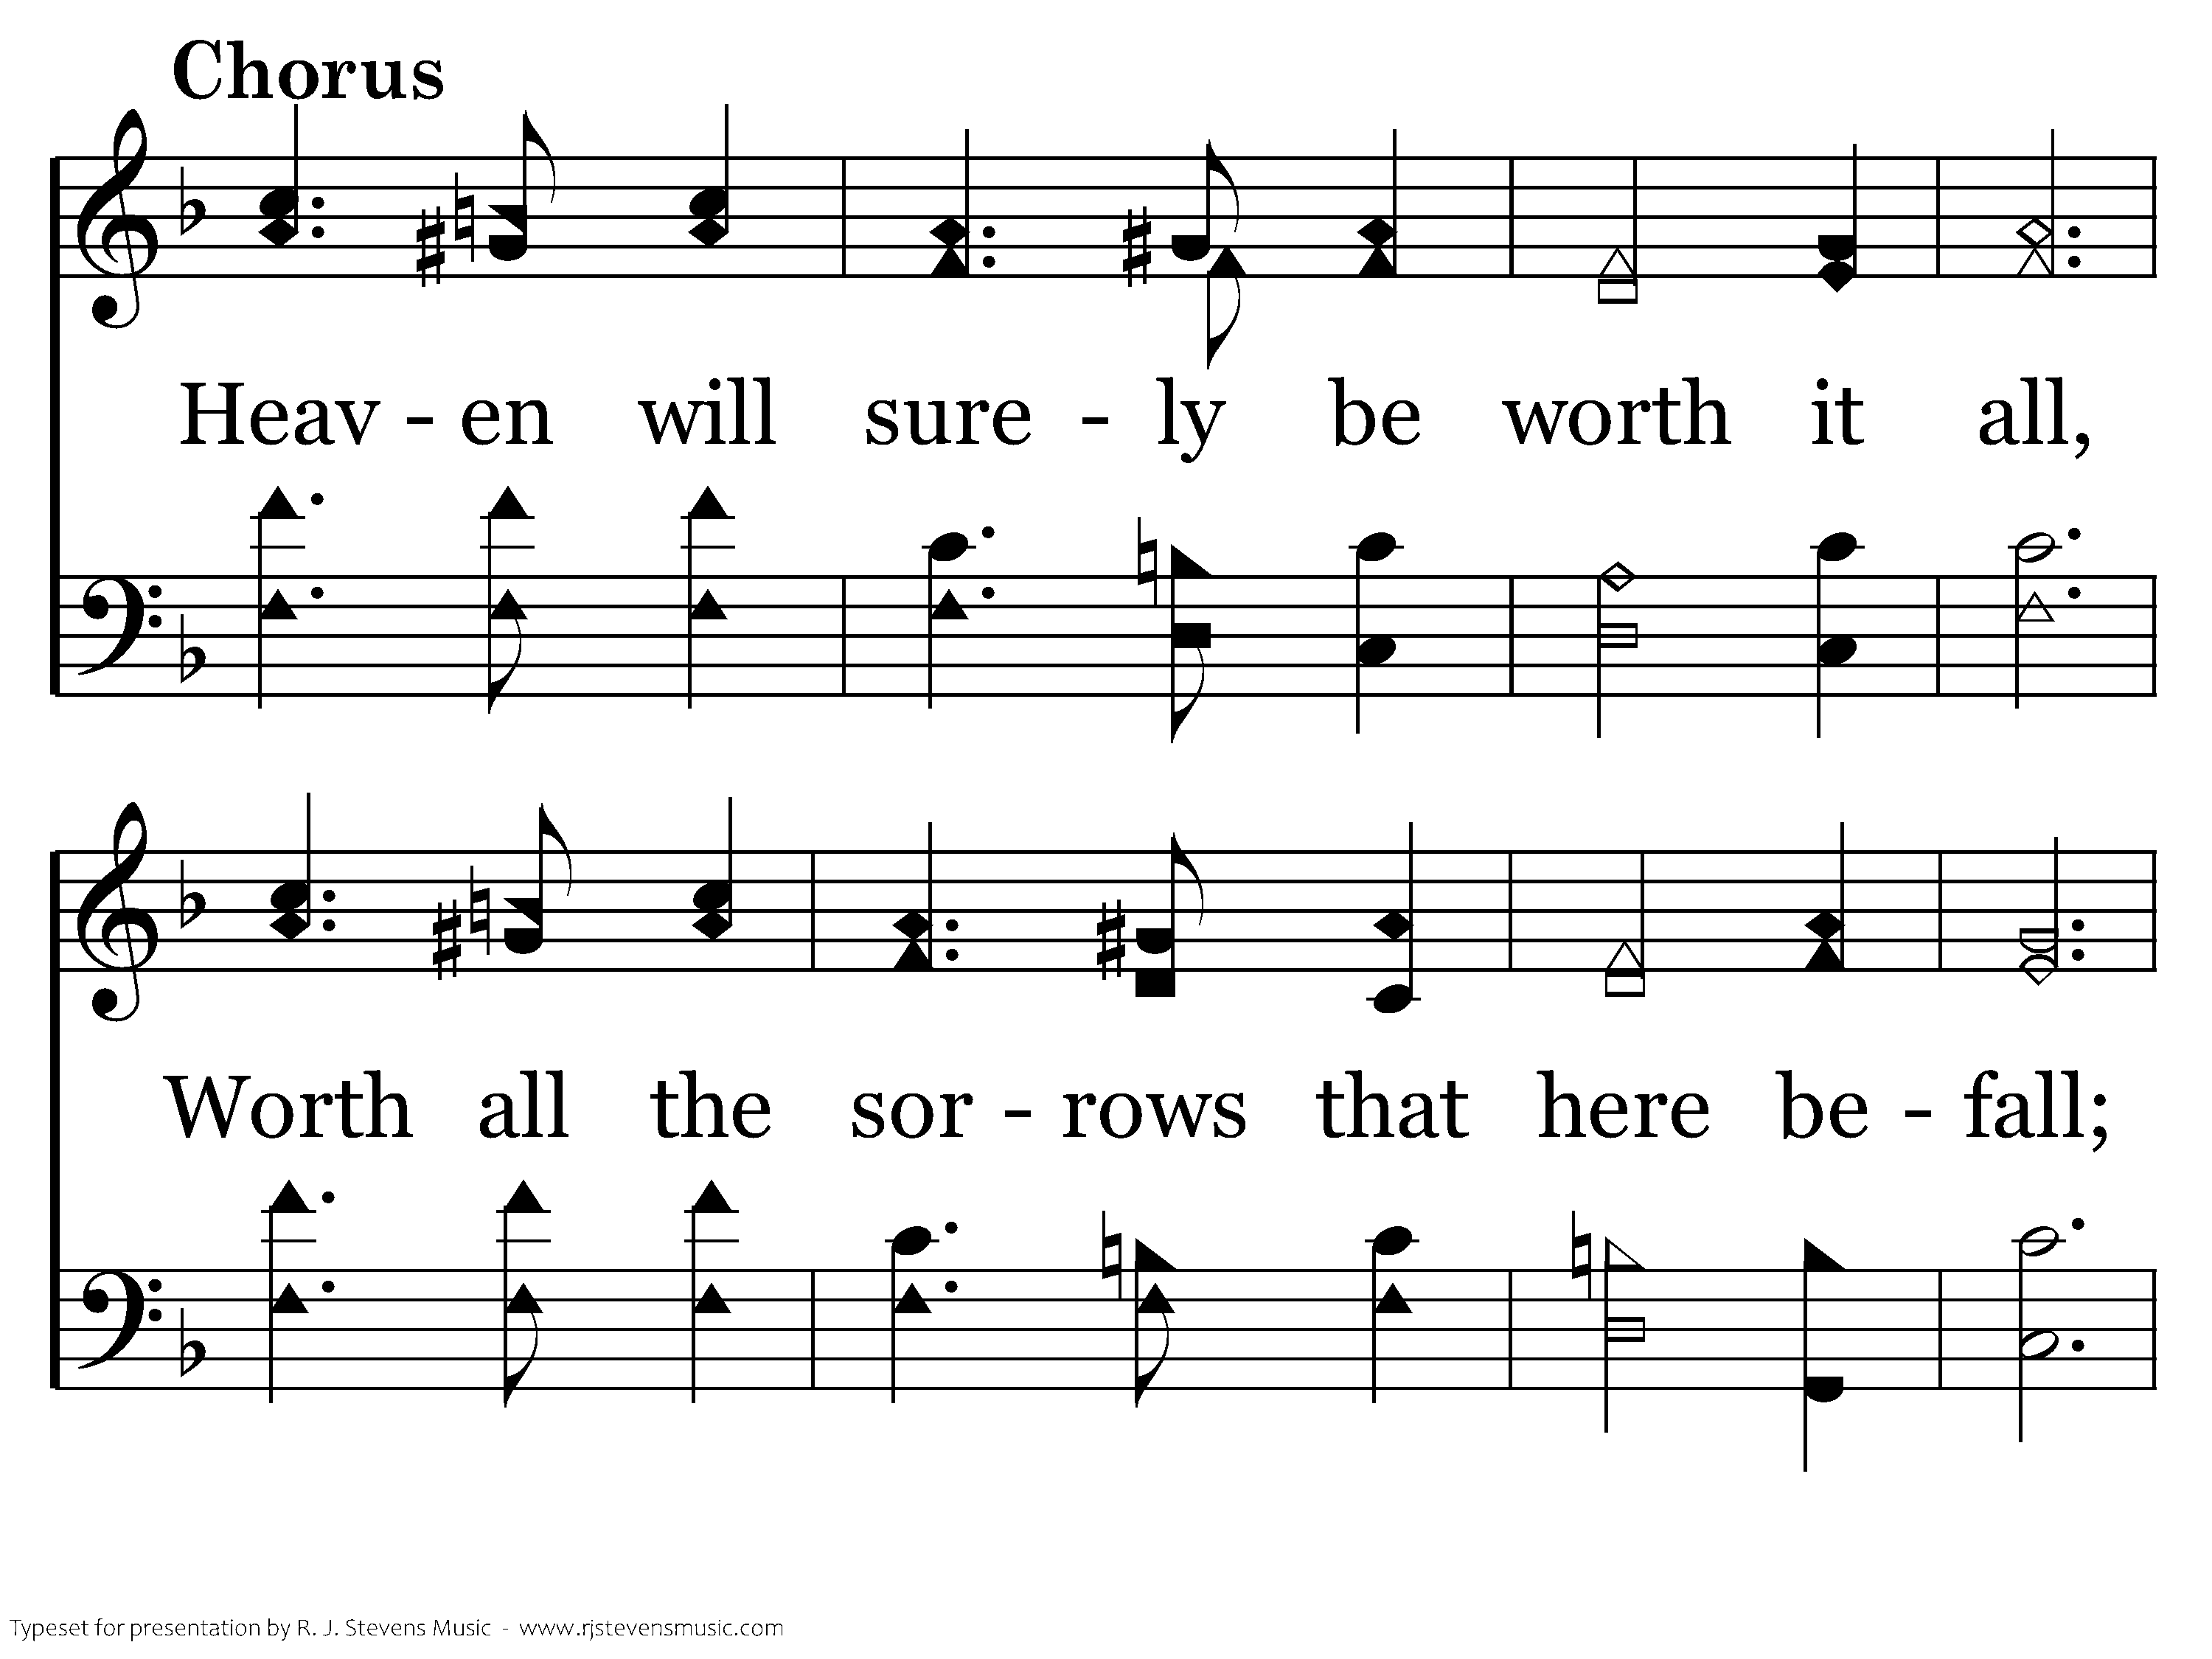 Chorus
Heav - en will sure - ly be worth it all,
Worth all the sor - rows that here be - fall;
Typeset for presentation by R. J. Stevens Music - www.rjstevensmusic.com